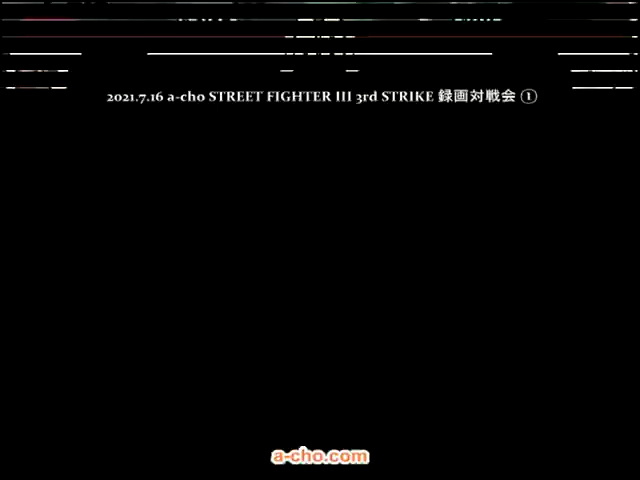 2021.7.16 a-cho STREET FIGHTER III 3rd STRIKE 録画対戦会 ①
a-cho.com